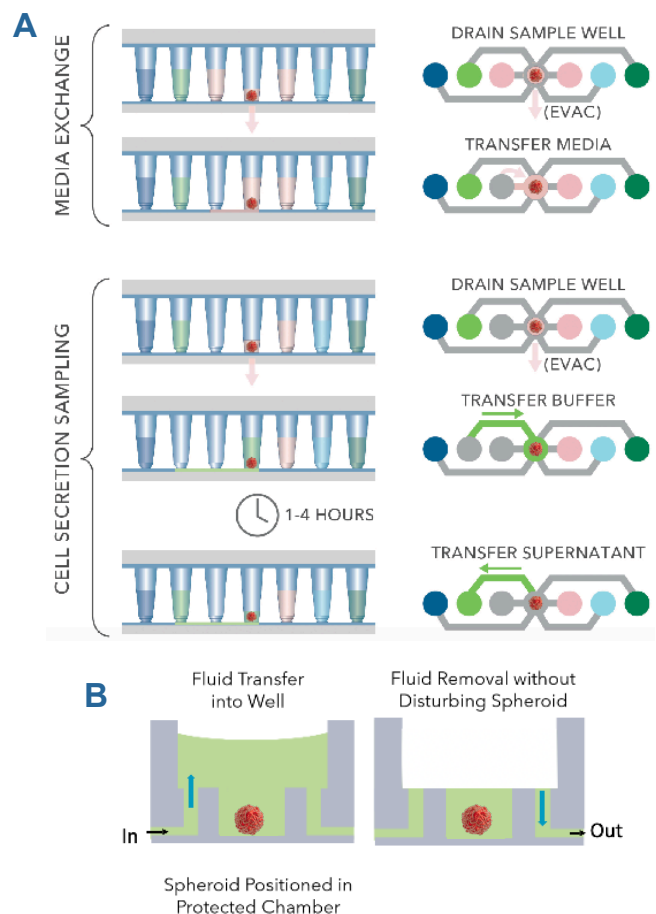 A
MEDIA EXCHANGE
DRAIN SAMPLE WELL
(EVAC)
TRANSFER MEDIA
CELL SECRETION SAMPLING
DRAIN SAMPLE WELL
(EVAC)
TRANSFER BUFFER
1-4 HOURS
TRANSFER SUPERNATANT
B
Fluid Transfer
into Well
Fluid Removal without
Disturbing Spheroid
In
Out
Spheroid Positioned in
Protected Chamber